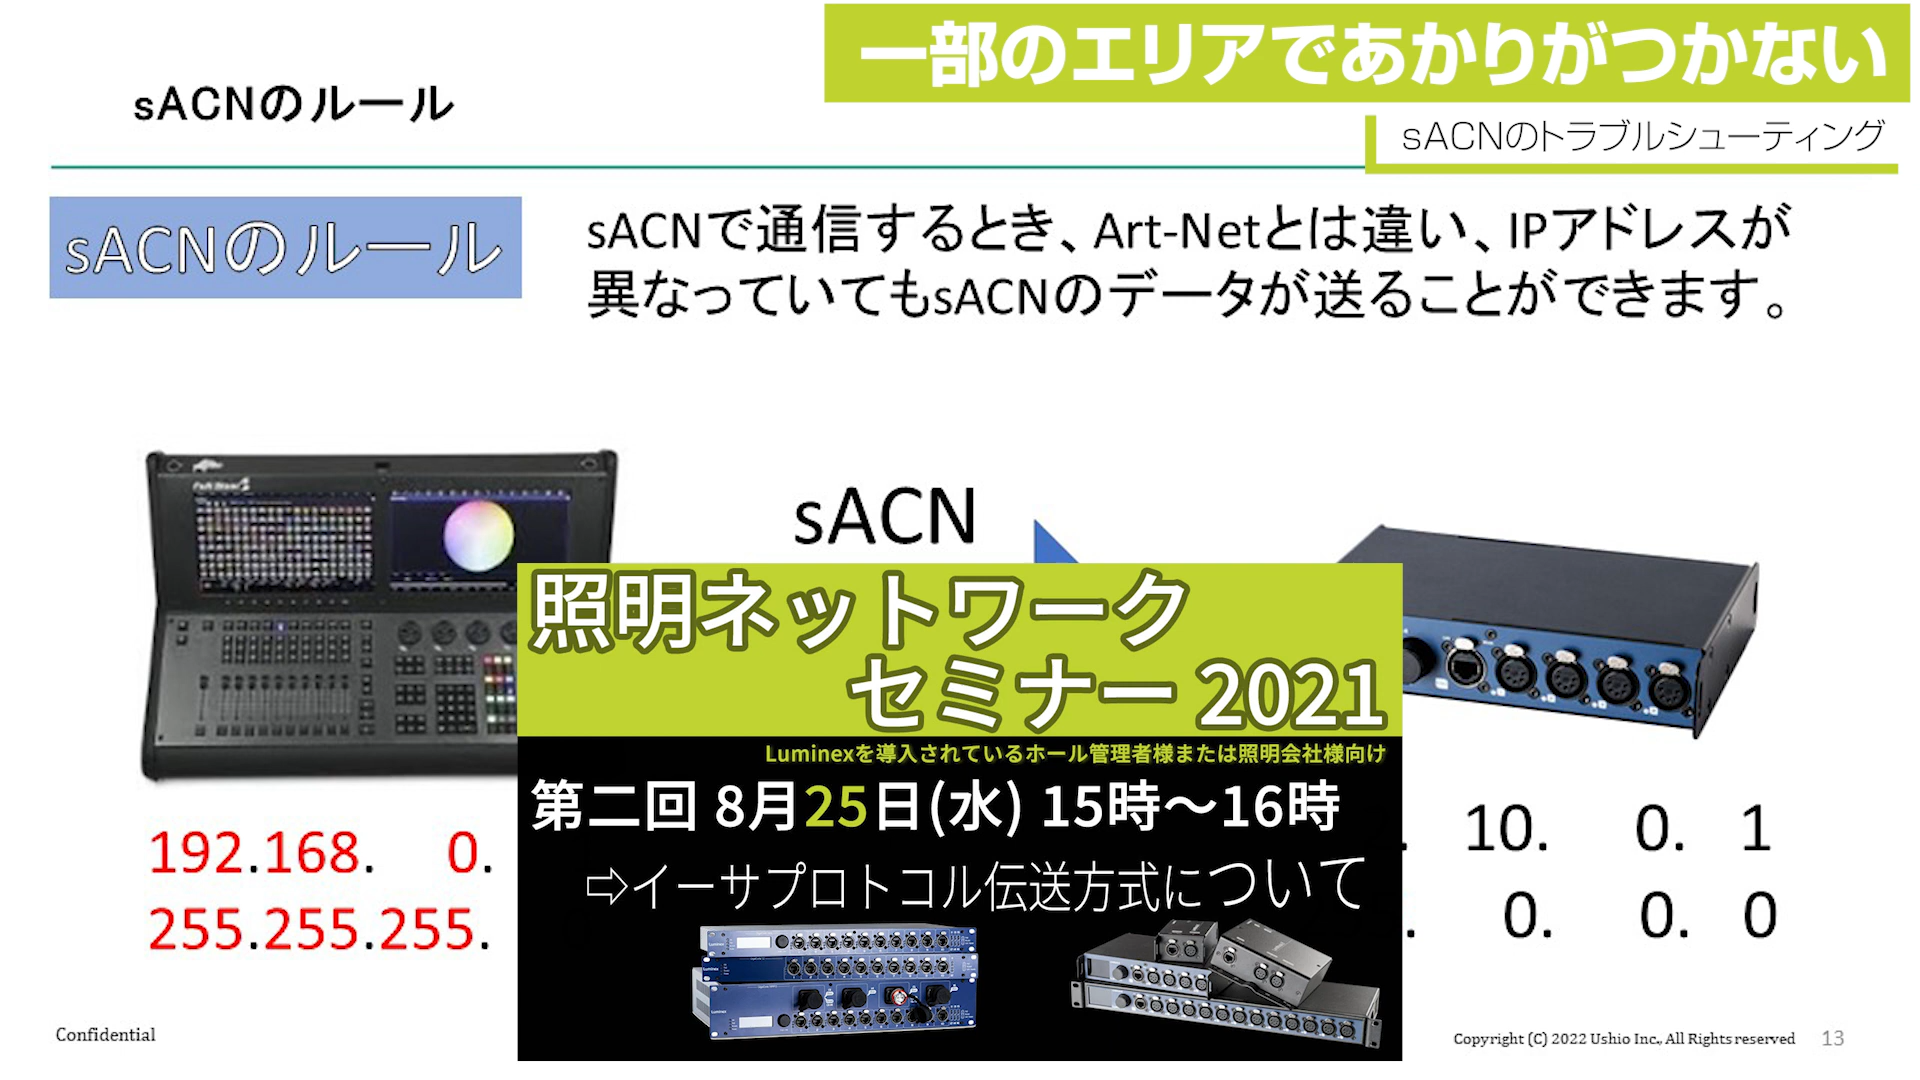 一部のエリアであかりがつかない
sACNのルール
sACNのトラブルシューティング
sACNのルール
sACNで通信するとき、Art-Netとは違い、IPアドレスが
異なっていてもsACNのデータが送ることができます。
sACN
照明ネットワーク
セミナー 2021
Luminexを導入されているホール管理者様または照明会社様向け
第二回 8月25日(水) 15時～16時
⇨イーサプロトコル伝送方式について
192.168. 0.
. 10. 0. 1
255.255.255.
. 0. 0. 0
Confidential
Copyright (C) 2022 Ushio Inc., All Rights reserved 13